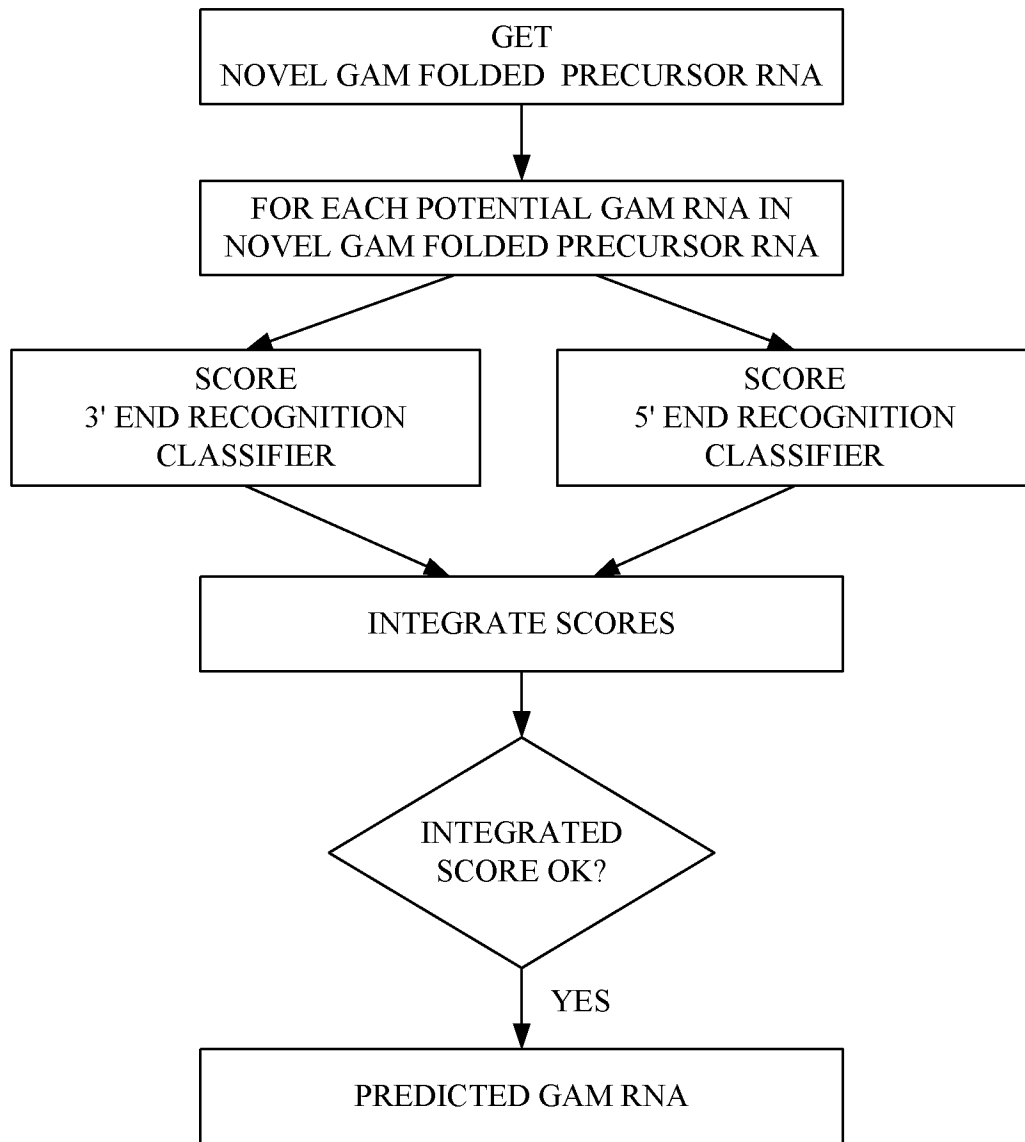 GET
NOVEL GAM FOLDED PRECURSOR RNA
FOR EACH POTENTIAL GAM RNA IN
NOVEL GAM FOLDED PRECURSOR RNA
SCORE
3' END RECOGNITION
CLASSIFIER
SCORE
5' END RECOGNITION
CLASSIFIER
INTEGRATE SCORES
INTEGRATED
SCORE OK?
YES
PREDICTED GAM RNA